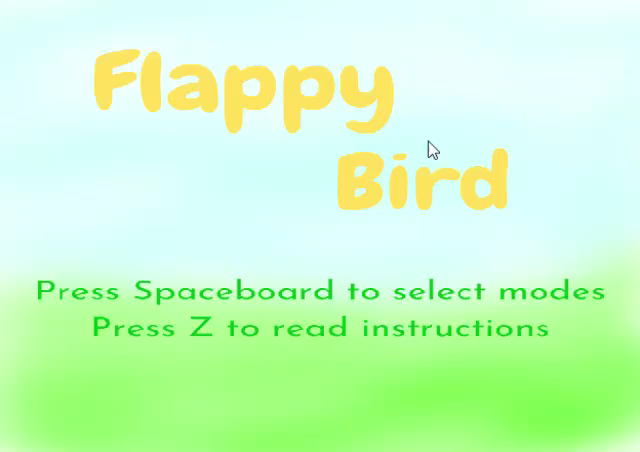 Flappy
Bird
Press Spaceboard to select modes
Press Z to read instructions